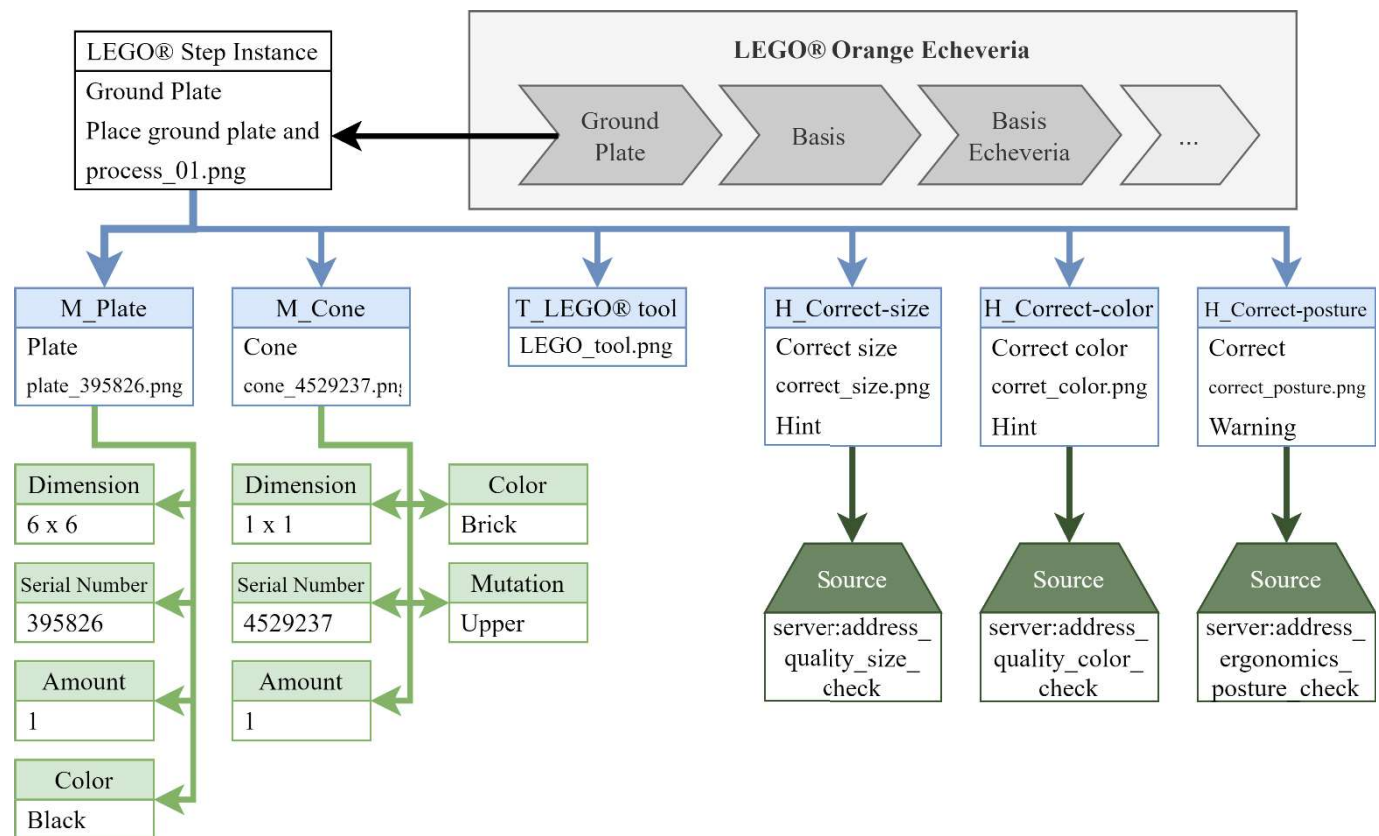 LEGO® Step Instance
Ground Plate
Place ground plate and
process_01.png
LEGO® Orange Echeveria
Ground
Plate
Basis
Basis
Echeveria
...
M_Plate
Plate
plate_395826.png
M_Cone
Cone
cone_4529237.png
T_LEGO® tool
LEGO_tool.png
H_Correct-size
Correct size
correct_size.png
Hint
H_Correct-color
Correct color
corret_color.png
Hint
H_Correct-posture
Correct
correct_posture.png
Warning
Dimension
6 x 6
Serial Number
395826
Amount
1
Color
Black
Dimension
1 x 1
Serial Number
4529237
Amount
1
Color
Brick
Mutation
Upper
Source
server:address_
quality_size_
check
Source
server:address_
quality_color_
check
Source
server:address_
ergonomics_
posture_check